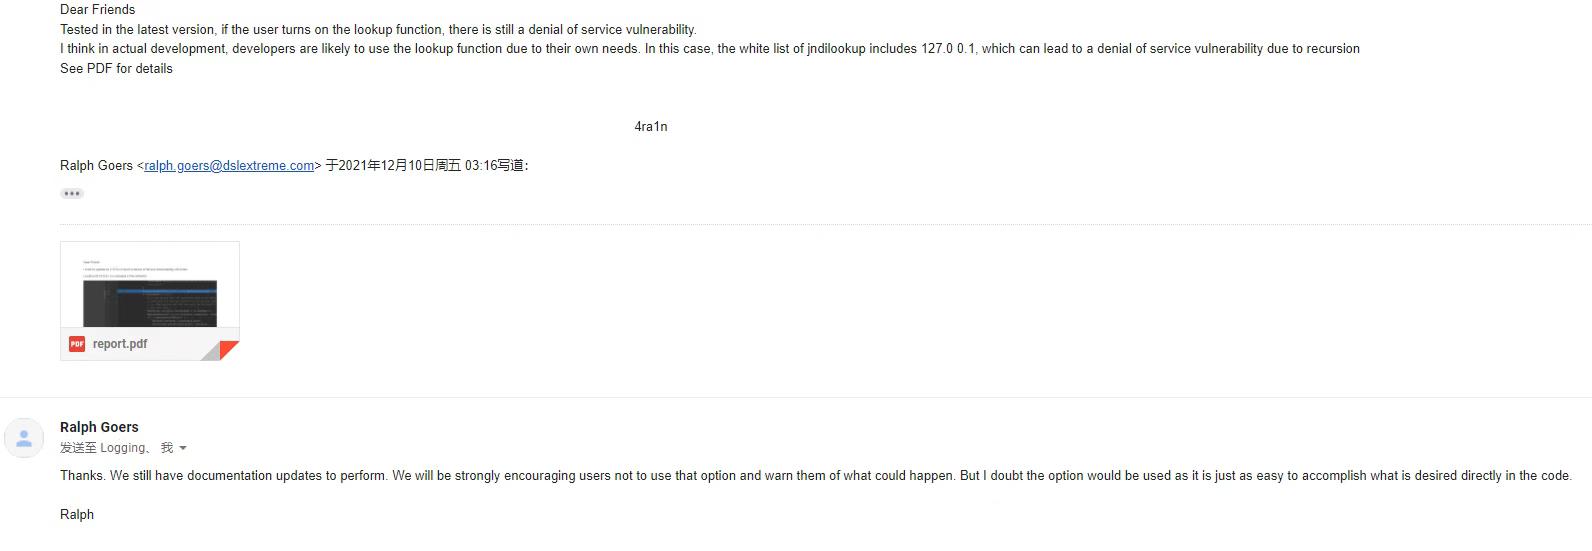 Dear Friends
Tested in the latest version, if the user turns on the lookup function, there is still a denial of service vulnerability.
I think in actual development, developers are likely to use the lookup function due to their own needs. In this case, the white list of jndilookup includes 127.0 0.1, which can lead to a denial of service vulnerability due to recursion
See PDF for details
4ra1n
Ralph Goers <ralph.goers@dslextreme.com> 于2021年12月10日周五 03:16写道：
PDF report.pdf
Ralph Goers
发送至 Logging、 我
Thanks. We still have documentation updates to perform. We will be strongly encouraging users not to use that option and warn them of what could happen. But I doubt the option would be used as it is just as easy to accomplish what is desired directly in the code.
Ralph